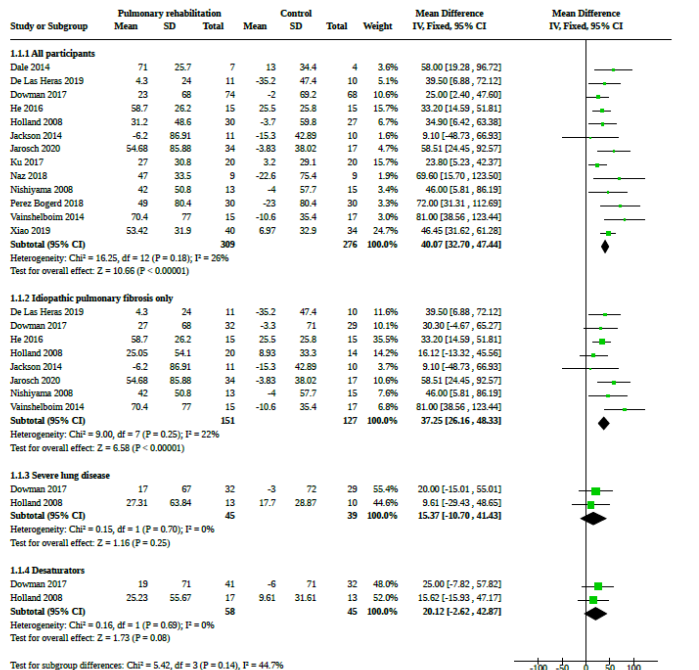 Pulmonary rehabilitation Control Mean Difference Mean Difference
Study or Subgroup Mean SD Total Mean SD Total Weight IV, Fixed, 95% CI IV, Fixed, 95% CI
1.1.1 All participants
Dale 2014 71 25.7 7 13 34.4 4 3.6% 58.00 [19.28 , 96.72]
De Las Heras 2019 4.3 24 11 -35.2 47.4 10 5.1% 39.50 [6.88 , 72.12]
Dowman 2017 23 68 74 -2 69.2 68 10.7% 25.00 [2.40 , 47.60]
He 2016 58.7 26.2 15 25.5 25.8 15 15.7% 33.20 [14.59 , 51.81]
Holland 2008 31.2 48.6 30 -3.7 59.8 27 6.7% 34.90 [6.42 , 63.38]
Jackson 2014 -6.2 86.91 11 -15.3 42.89 10 1.6% 9.10 [-48.73 , 66.93]
Jarosch 2020 54.68 85.88 34 -3.83 38.02 17 4.7% 58.51 [24.45 , 92.57]
Ku 2017 27 30.8 20 3.2 29.1 20 15.7% 23.80 [5.23 , 42.37]
Naz 2018 47 33.5 9 -22.6 75.4 9 1.9% 69.60 [15.70 , 123.50]
Nishiyama 2008 42 50.8 13 -4 57.7 15 3.4% 46.00 [5.81 , 86.19]
Perez Bogerd 2018 49 80.4 30 -23 80.4 30 3.3% 72.00 [31.31 , 112.69]
Vainshelboim 2014 70.4 77 15 -10.6 35.4 17 3.0% 81.00 [38.56 , 123.44]
Xiao 2019 53.42 31.9 40 6.97 32.9 34 24.7% 46.45 [31.62 , 61.28]
Subtotal (95% CI) 309 276 100.0% 40.07 [32.70 , 47.44]
Heterogeneity: Chi² = 16.25, df = 12 (P = 0.18); I² = 26%
Test for overall effect: Z = 10.66 (P < 0.00001)
1.1.2 Idiopathic pulmonary fibrosis only
De Las Heras 2019 4.3 24 11 -35.2 47.4 10 11.6% 39.50 [6.88 , 72.12]
Dowman 2017 27 68 32 -3.3 71 29 10.1% 30.30 [-4.67 , 65.27]
He 2016 58.7 26.2 15 25.5 25.8 15 35.5% 33.20 [14.59 , 51.81]
Holland 2008 25.05 54.1 20 8.93 33.3 14 14.2% 16.12 [-13.32 , 45.56]
Jackson 2014 -6.2 86.91 11 -15.3 42.89 10 3.7% 9.10 [-48.73 , 66.93]
Jarosch 2020 54.68 85.88 34 -3.83 38.02 17 10.6% 58.51 [24.45 , 92.57]
Nishiyama 2008 42 50.8 13 -4 57.7 15 7.6% 46.00 [5.81 , 86.19]
Vainshelboim 2014 70.4 77 15 -10.6 35.4 17 6.8% 81.00 [38.56 , 123.44]
Subtotal (95% CI) 151 127 100.0% 37.25 [26.16 , 48.33]
Heterogeneity: Chi² = 9.00, df = 7 (P = 0.25); I² = 22%
Test for overall effect: Z = 6.58 (P < 0.00001)
1.1.3 Severe lung disease
Dowman 2017 17 67 32 -3 72 29 55.4% 20.00 [-15.01 , 55.01]
Holland 2008 27.31 63.84 13 17.7 28.87 10 44.6% 9.61 [-29.43 , 48.65]
Subtotal (95% CI) 45 39 100.0% 15.37 [-10.70 , 41.43]
Heterogeneity: Chi² = 0.15, df = 1 (P = 0.70); I² = 0%
Test for overall effect: Z = 1.16 (P = 0.25)
1.1.4 Desaturators
Dowman 2017 19 71 41 -6 71 32 48.0% 25.00 [-7.82 , 57.82]
Holland 2008 25.23 55.67 17 9.61 31.61 13 52.0% 15.62 [-15.93 , 47.17]
Subtotal (95% CI) 58 45 100.0% 20.12 [-2.62 , 42.87]
Heterogeneity: Chi² = 0.16, df = 1 (P = 0.69); I² = 0%
Test for overall effect: Z = 1.73 (P = 0.08)
Test for subgroup differences: Chi² = 5.42, df = 3 (P = 0.14), I² = 44.7% -100 -50 0 50 100